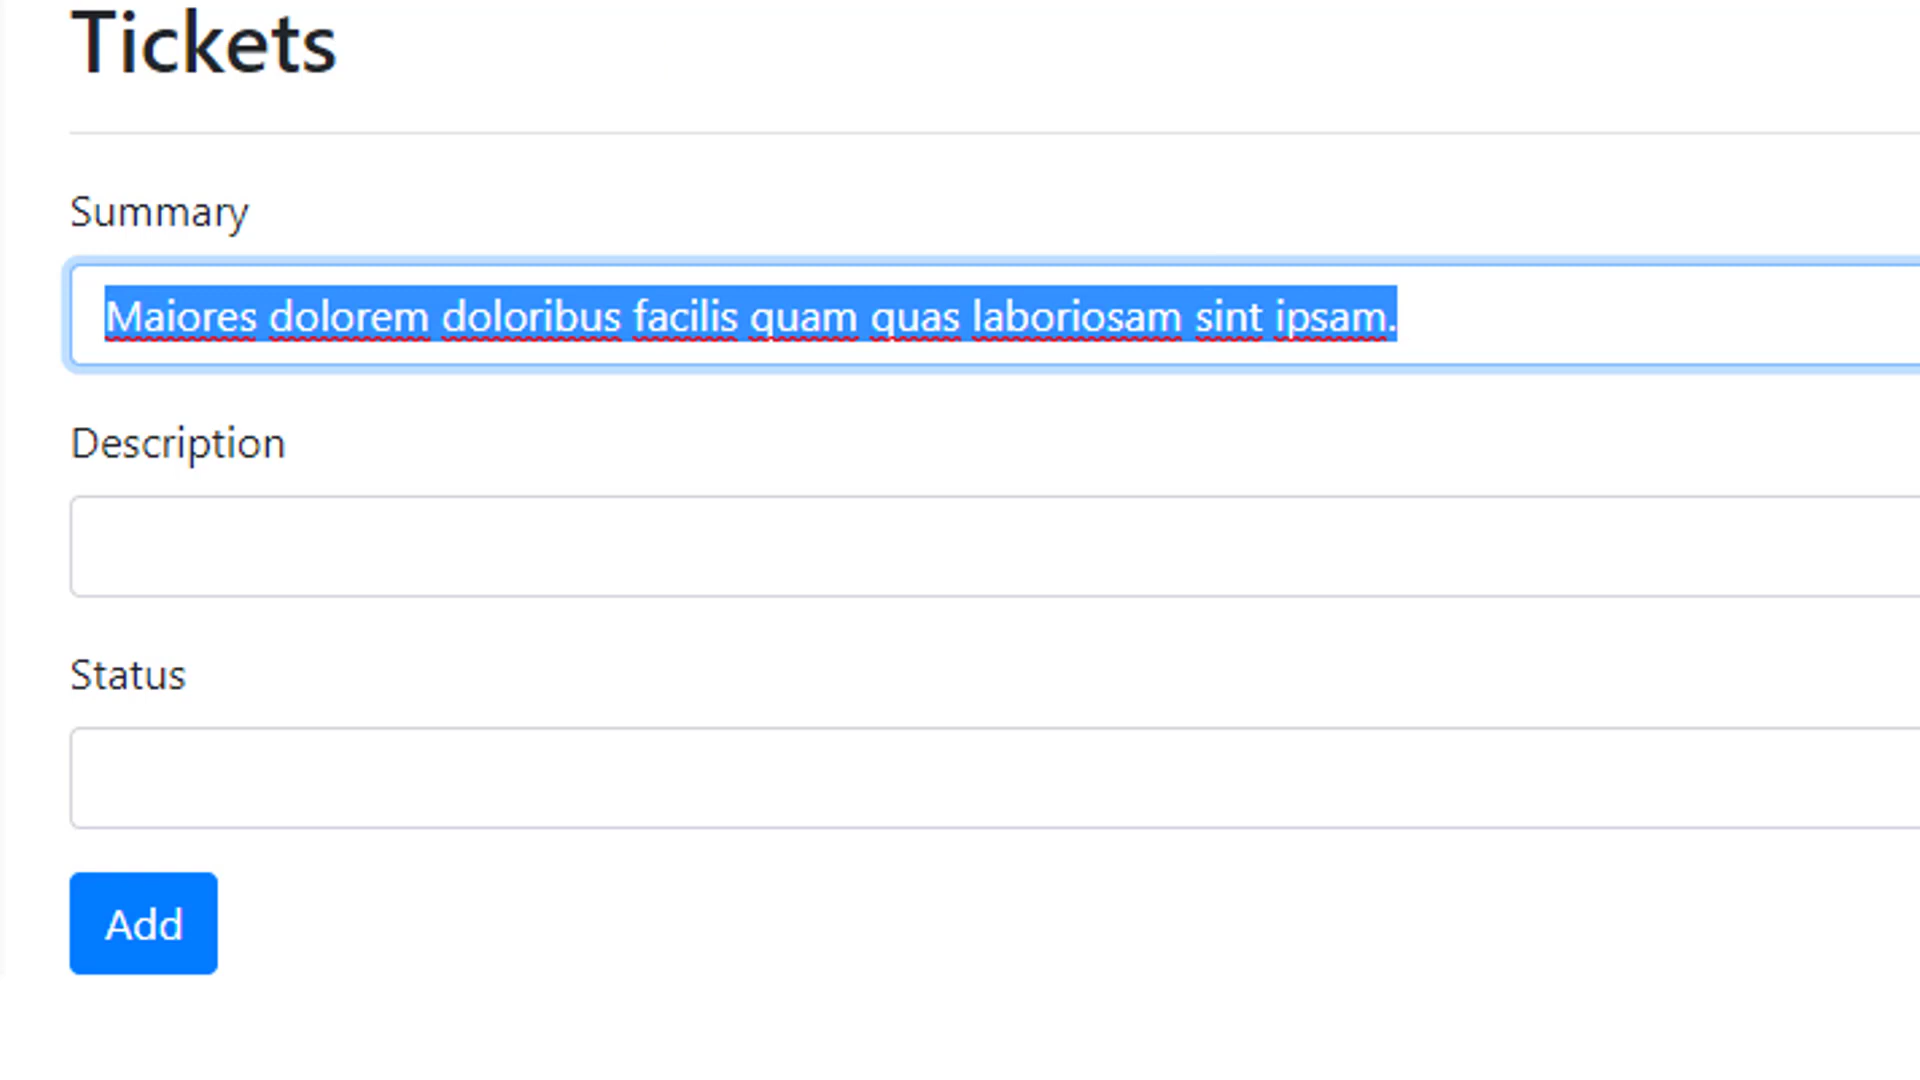 Tickets
Summary
Maiores dolorem doloribus facilis quam quas laboriosam sint ipsam.
Description
Status
Add